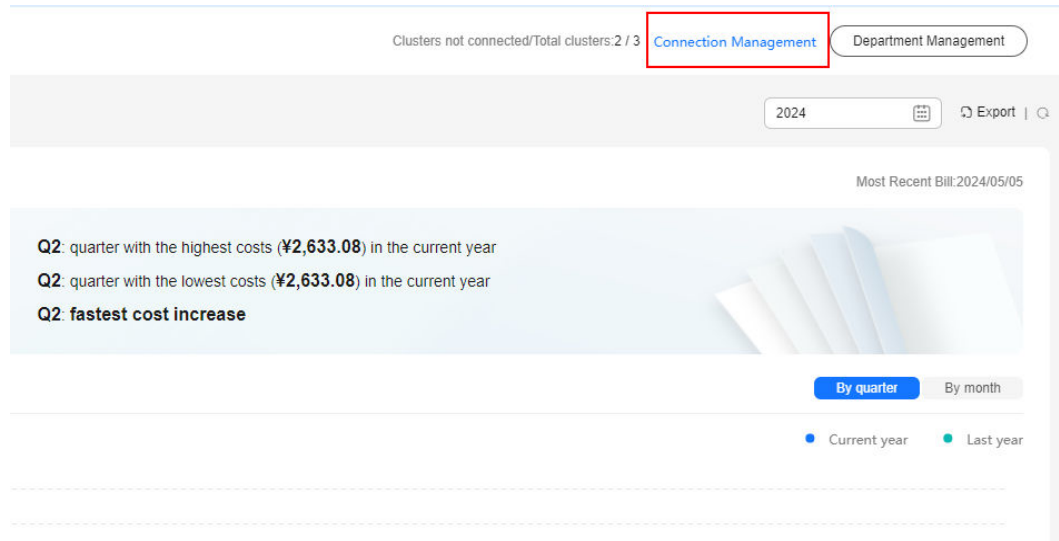 Clusters not connected/Total clusters:2 / 3 Connection Management Department Management
2024 Export |
Most Recent Bill:2024/05/05
Q2: quarter with the highest costs (¥2,633.08) in the current year
Q2: quarter with the lowest costs (¥2,633.08) in the current year
Q2: fastest cost increase
By quarter By month
Current year Last year